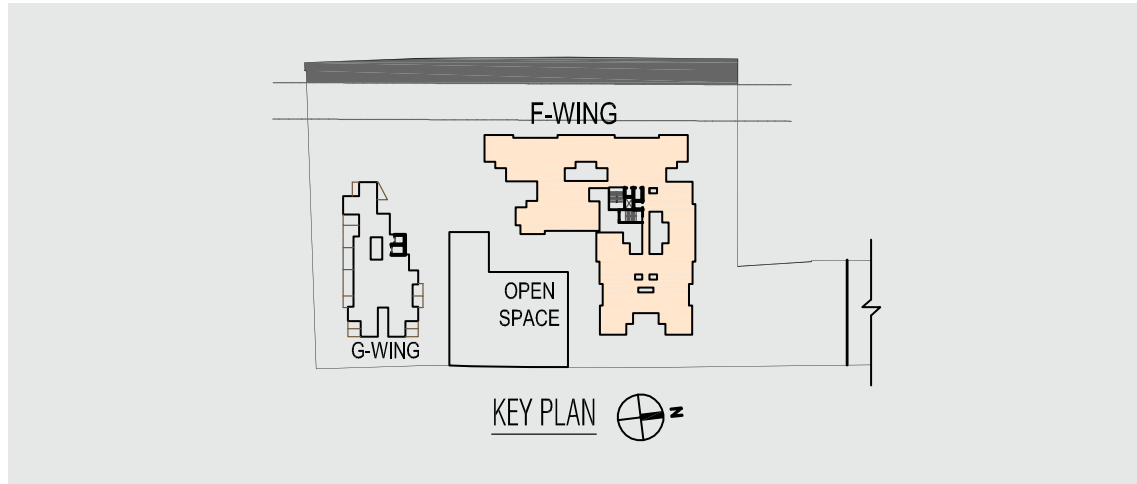 F-WING
OPEN
SPACE
G-WING
KEY PLAN
N